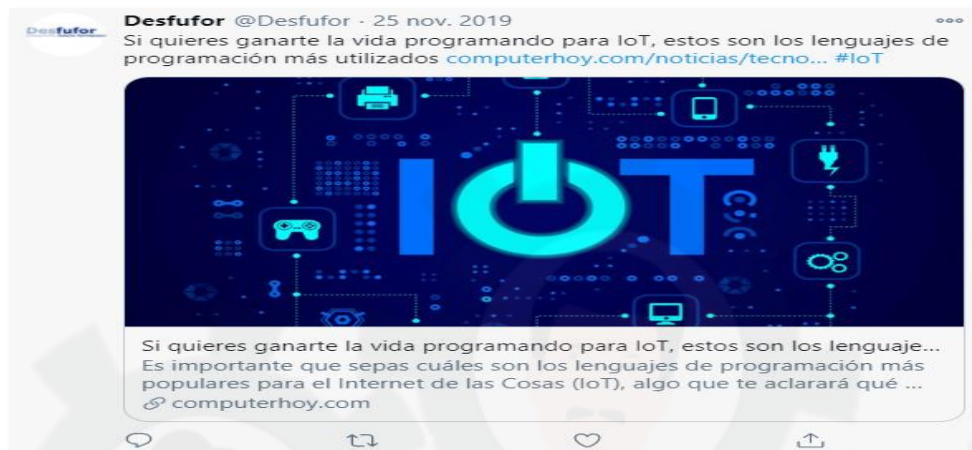 Desfufor
Desfufor @Desfufor · 25 nov. 2019
Si quieres ganarte la vida programando para IoT, estos son los lenguajes de
programación más utilizados computerhoy.com/noticias/tecno... #IoT
IOT
Si quieres ganarte la vida programando para IoT, estos son los lenguaje...
Es importante que sepas cuáles son los lenguajes de programación más
populares para el Internet de las Cosas (IoT), algo que te aclarará qué ...
computerhoy.com